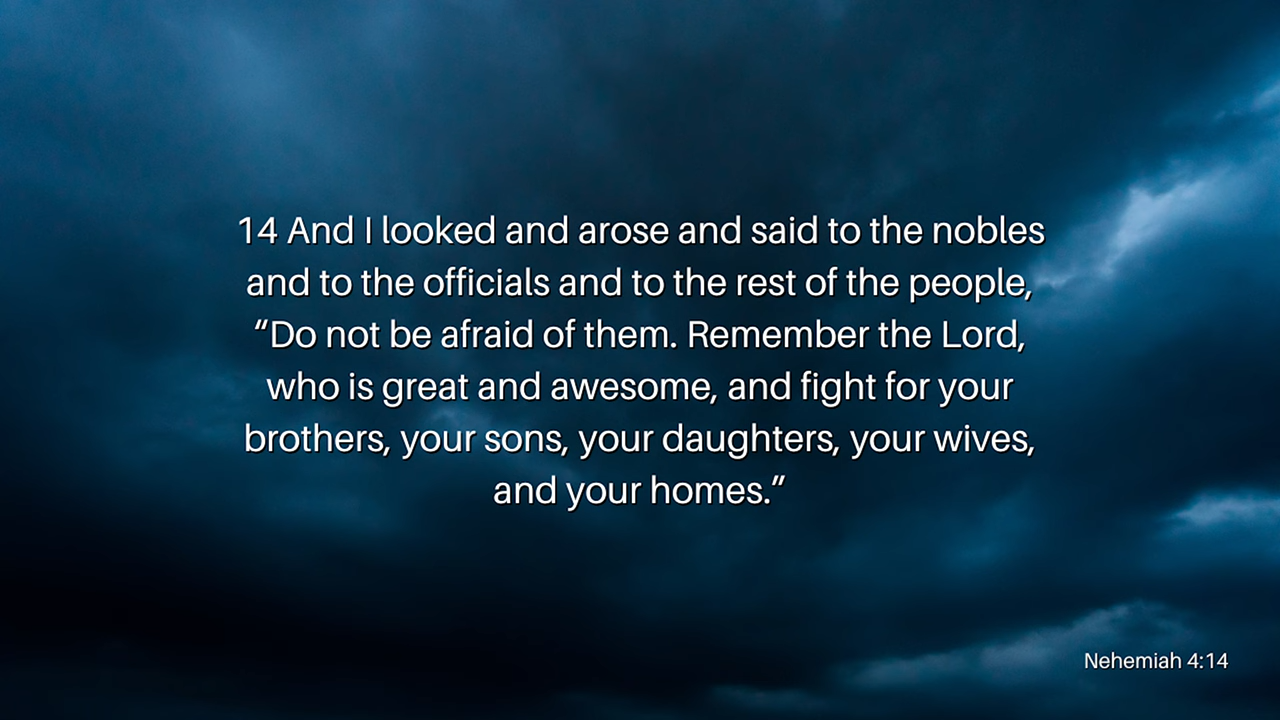 14 And I looked and arose and said to the nobles
and to the officials and to the rest of the people,
“Do not be afraid of them. Remember the Lord,
who is great and awesome, and fight for your
brothers, your sons, your daughters, your wives,
and your homes.”
Nehemiah 4:14